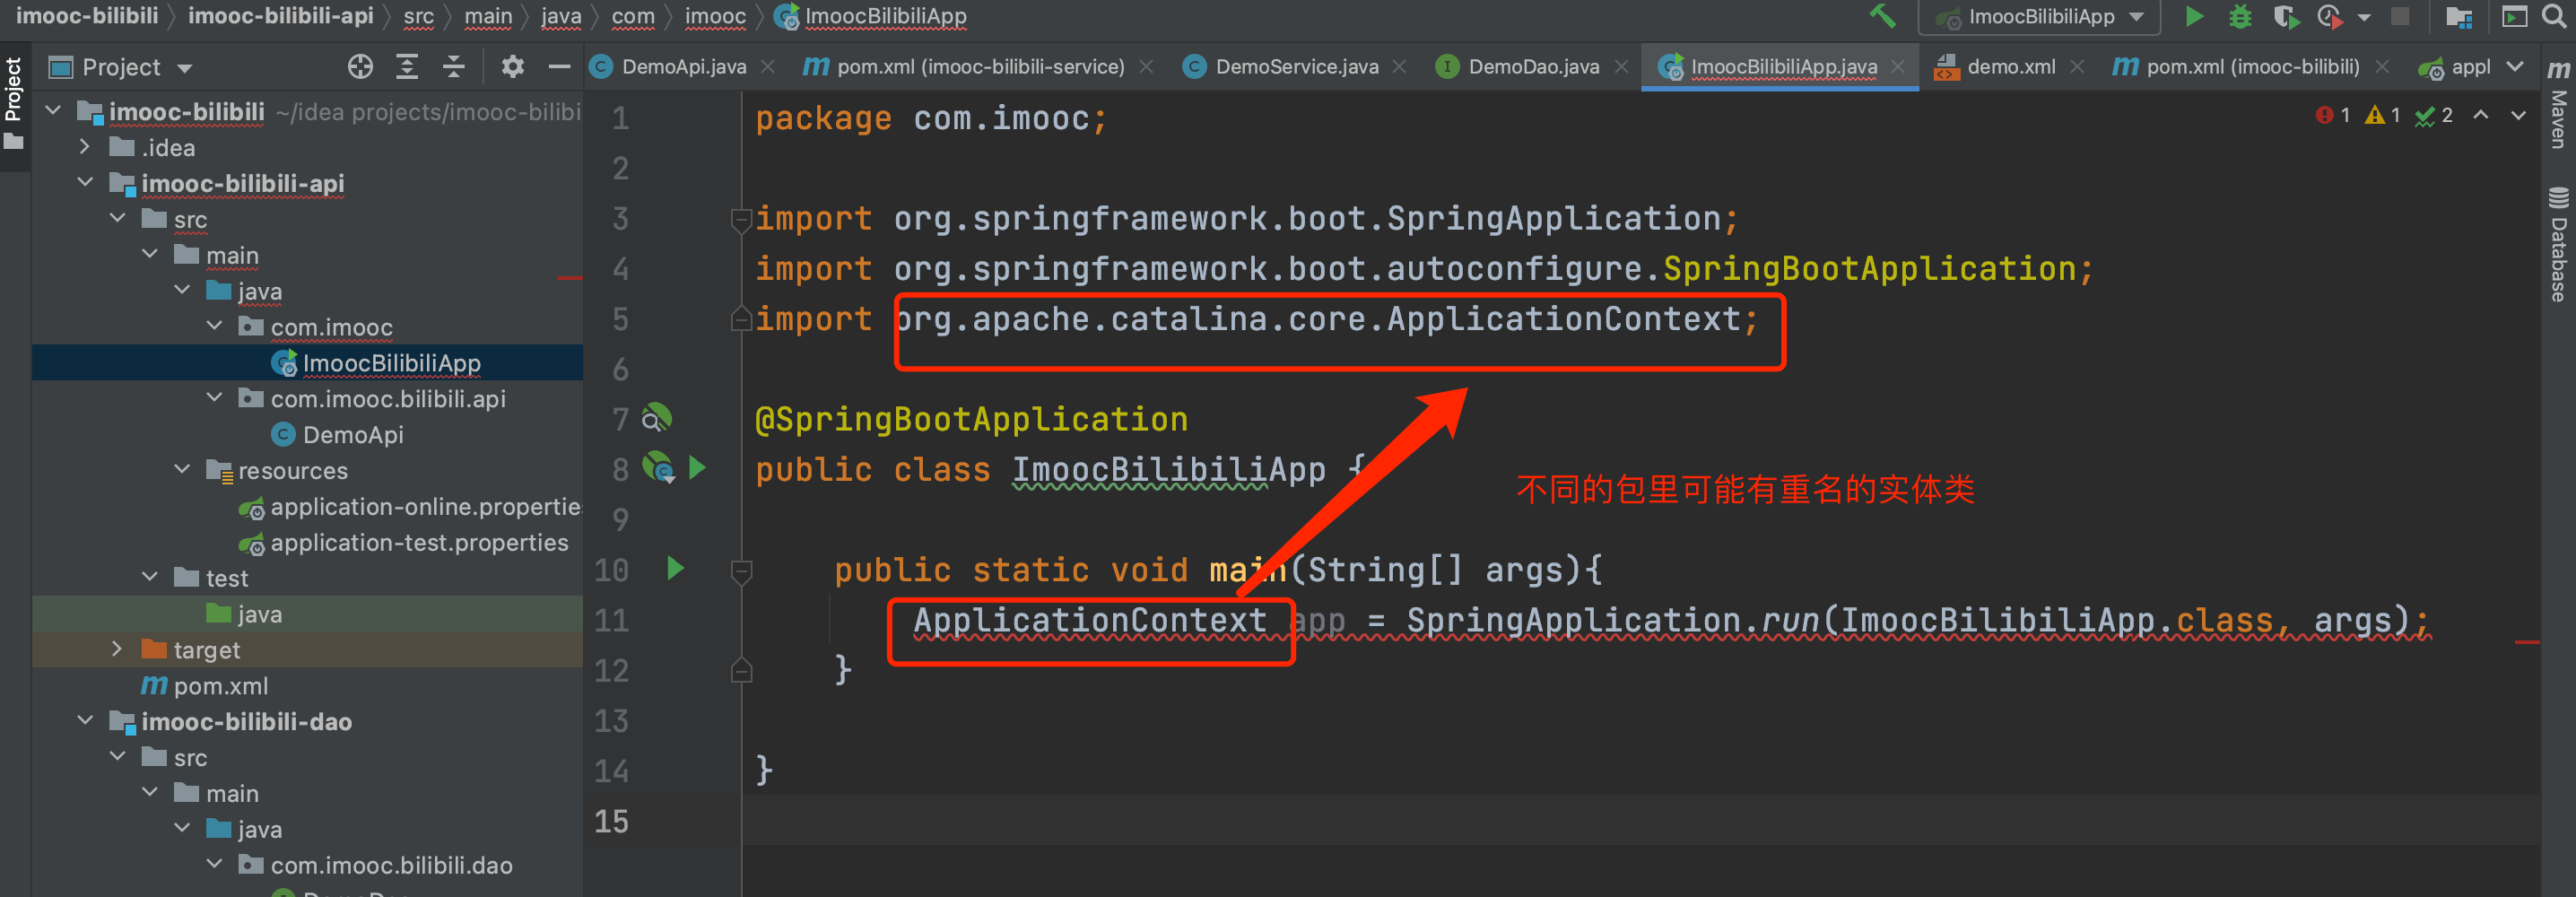 imooc-bilibili imooc-bilibili-api src main java com imooc ImoocBilibiliApp ImoocBilibiliApp
Project DemoApi.java pom.xml (imooc-bilibili-service) DemoService.java DemoDao.java ImoocBilibiliApp.java demo.xml pom.xml (imooc-bilibili) appl
Project
imooc-bilibili ~/idea projects/imooc-bilibi
.idea
imooc-bilibili-api
src
main
java
com.imooc
ImoocBilibiliApp
com.imooc.bilibili.api
DemoApi
resources
application-online.propertie
application-test.properties
test
java
target
pom.xml
imooc-bilibili-dao
src
main
java
com.imooc.bilibili.dao
1 package com.imooc;
2
3 import org.springframework.boot.SpringApplication;
4 import org.springframework.boot.autoconfigure.SpringBootApplication;
5 import org.apache.catalina.core.ApplicationContext;
6
7 @SpringBootApplication
8 public class ImoocBilibiliApp {
不同的包里可能有重名的实体类
9
10 public static void main(String[] args){
11 ApplicationContext app = SpringApplication.run(ImoocBilibiliApp.class, args);
12 }
13
14 }
15
1 1 2
m Maven
Database